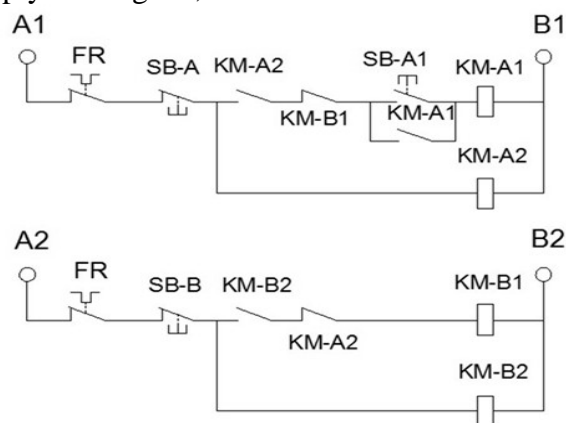 A1 B1
FR SB-A KM-A2 SB-A1 KM-A1
KM-B1 KM-A1
KM-A2
A2 B2
FR SB-B KM-B2 KM-B1
KM-A2
KM-B2